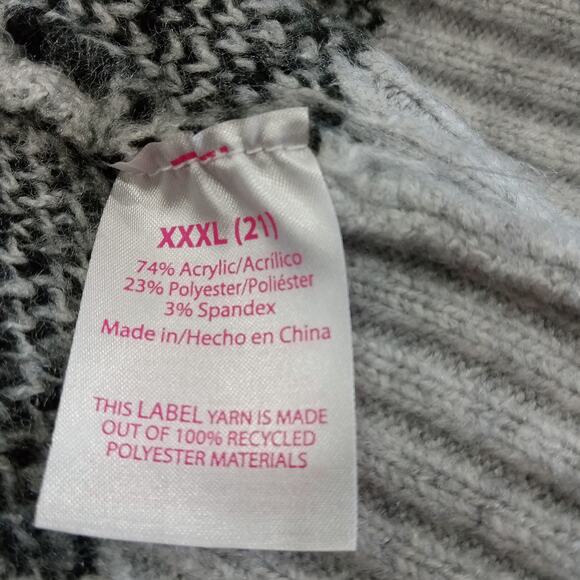 XXXL (21)
74% Acrylic/Acrílico
23% Polyester/Poliéster
3% Spandex
Made in/Hecho en China
THIS LABEL YARN IS MADE
OUT OF 100% RECYCLED
POLYESTER MATERIALS